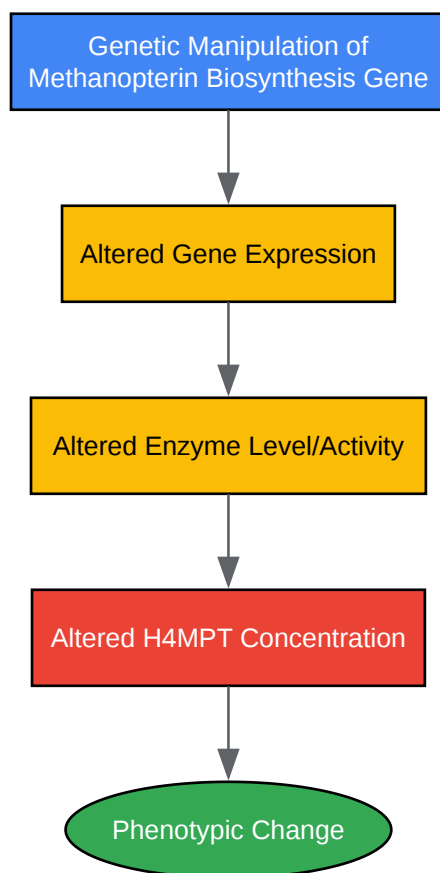 Genetic Manipulation of
Methanopterin Biosynthesis Gene
Altered Gene Expression
Altered Enzyme Level/Activity
Altered H4MPT Concentration
Phenotypic Change